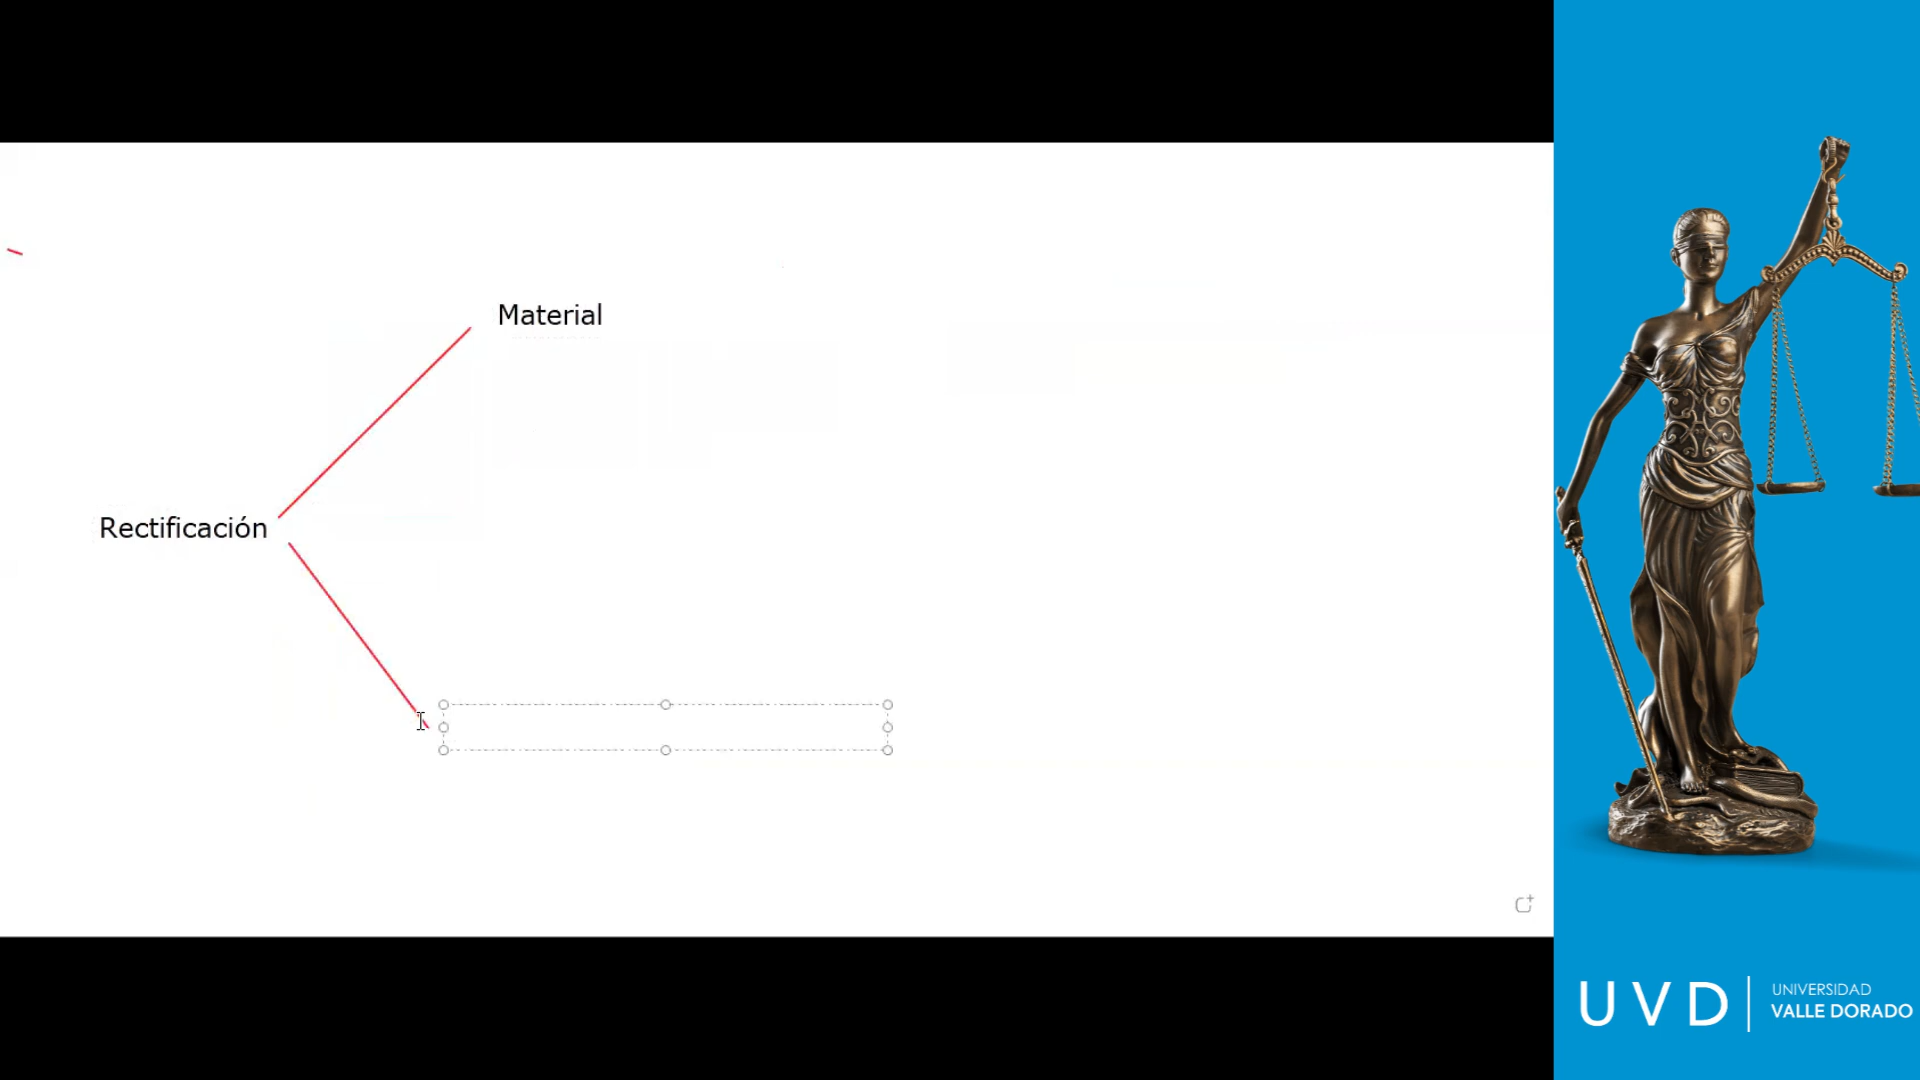 Material
Rectificación
UVD
UNIVERSIDAD
VALLE DORADO